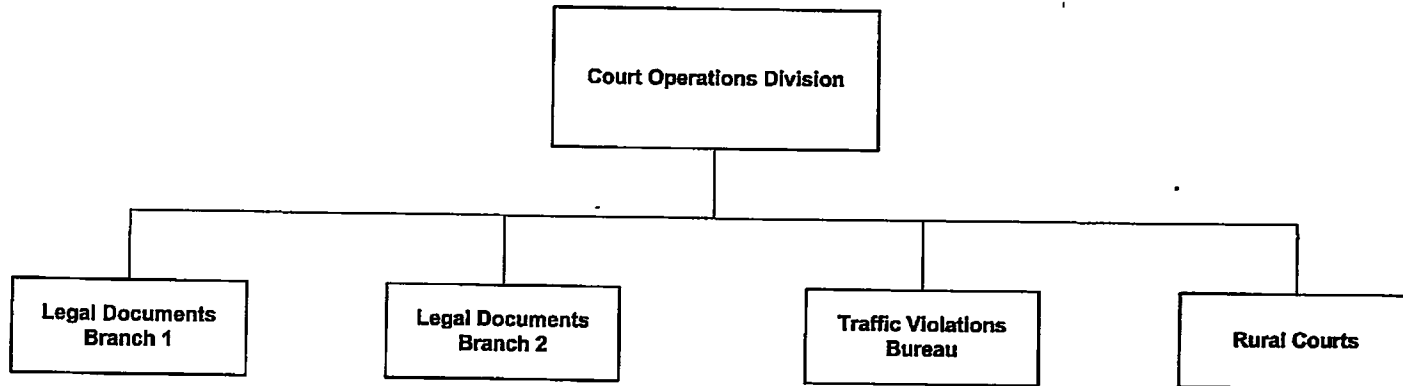 Court Operations Division
Legal Documents
Branch 1
Legal Documents
Branch 2
Traffic Violations
Bureau
Rural Courts